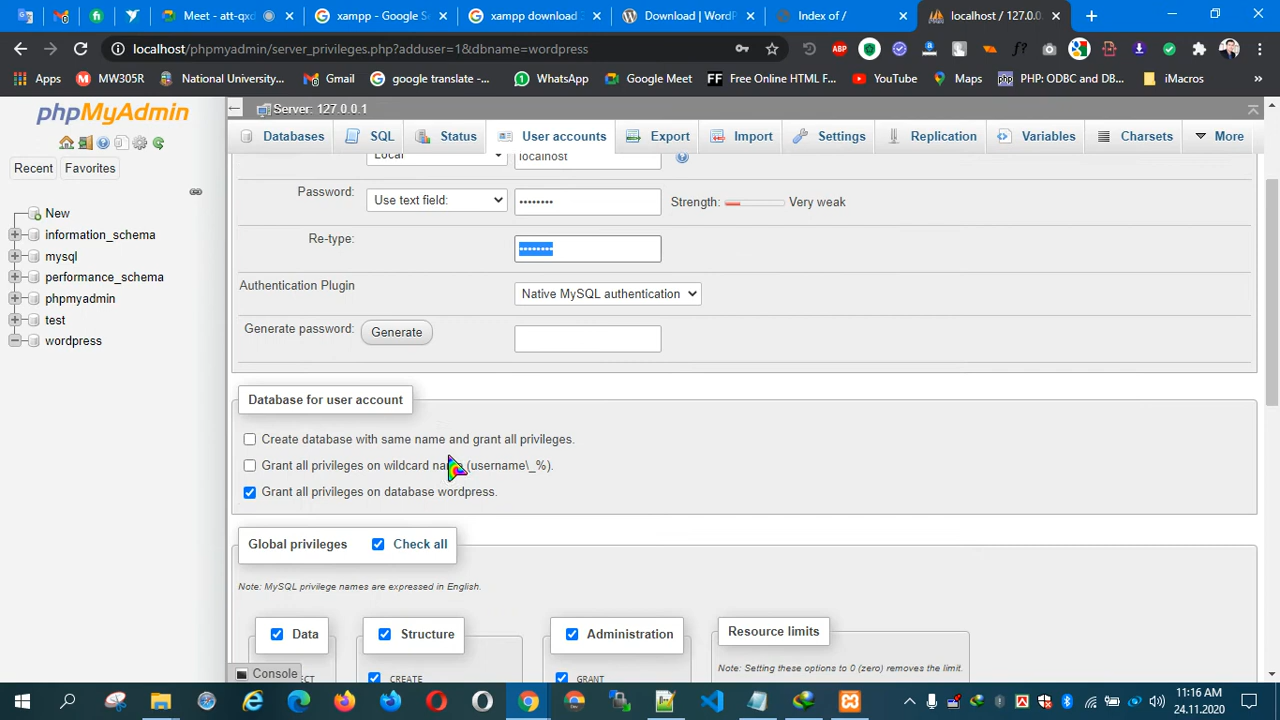 Meet - att-qxd
xampp - Google Se
xampp download 3
Download | WordP
Index of /
localhost / 127.0.0.
localhost/phpmyadmin/server_privileges.php?adduser=1&dbname=wordpress
Apps
MW305R
National University...
Gmail
google translate -...
WhatsApp
Google Meet
Free Online HTML F...
YouTube
Maps
PHP: ODBC and DB...
iMacros
phpMyAdmin
Recent
Favorites
New
information_schema
mysql
performance_schema
phpmyadmin
test
wordpress
Server: 127.0.0.1
Databases
SQL
Status
User accounts
Export
Import
Settings
Replication
Variables
Charsets
More
Local
localhost
Password:
Use text field:
Strength:
Very weak
Re-type:
Authentication Plugin
Native MySQL authentication
Generate password:
Generate
Database for user account
Create database with same name and grant all privileges.
Grant all privileges on wildcard name (username\_%).
Grant all privileges on database wordpress.
Global privileges
Check all
Note: MySQL privilege names are expressed in English.
Data
Structure
CREATE
Administration
GRANT
Resource limits
Note: Setting these options to 0 (zero) removes the limit.
Console
11:16 AM
24.11.2020